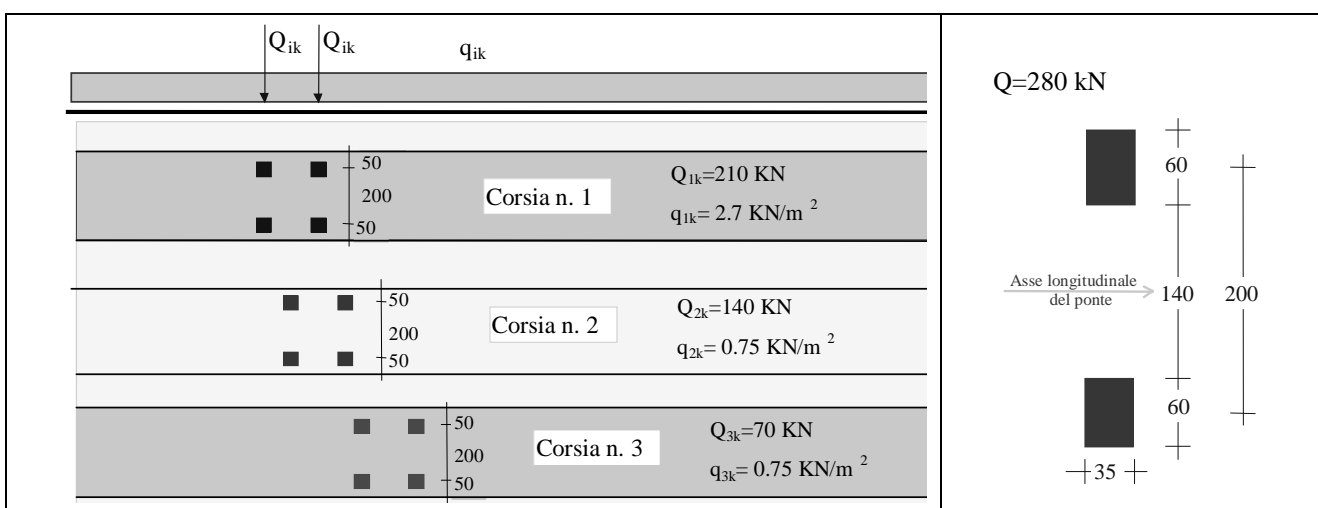 Q_ik Q_ik q_ik
50
200
50
Corsia n. 1
Q_1k=210 KN
q_1k= 2.7 KN/m ²
50
200
50
Corsia n. 2
Q_2k=140 KN
q_2k= 0.75 KN/m ²
50
200
50
Corsia n. 3
Q_3k=70 KN
q_3k= 0.75 KN/m ²
Q=280 kN
60
Asse longitudinale
del ponte
140 200
60
35